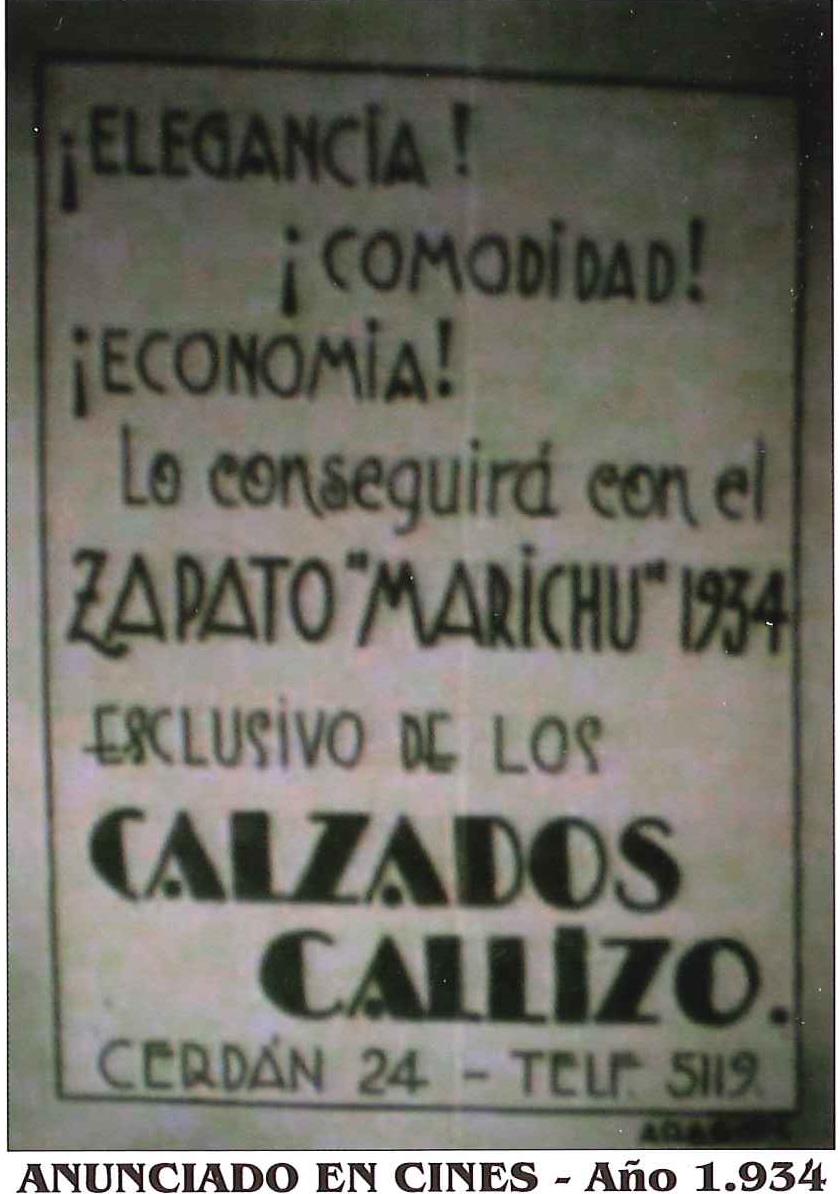 ¡ELEGANCIA!
¡COMODIDAD!
¡ECONOMIA!
Lo conseguirá con el
ZAPATO "MARICHU" 1934
ESCLUSIVO DE LOS
CALZADOS
CALLIZO.
CERDÁN 24 - TELF. 5119.
ANUNCIADO EN CINES - Año 1.934